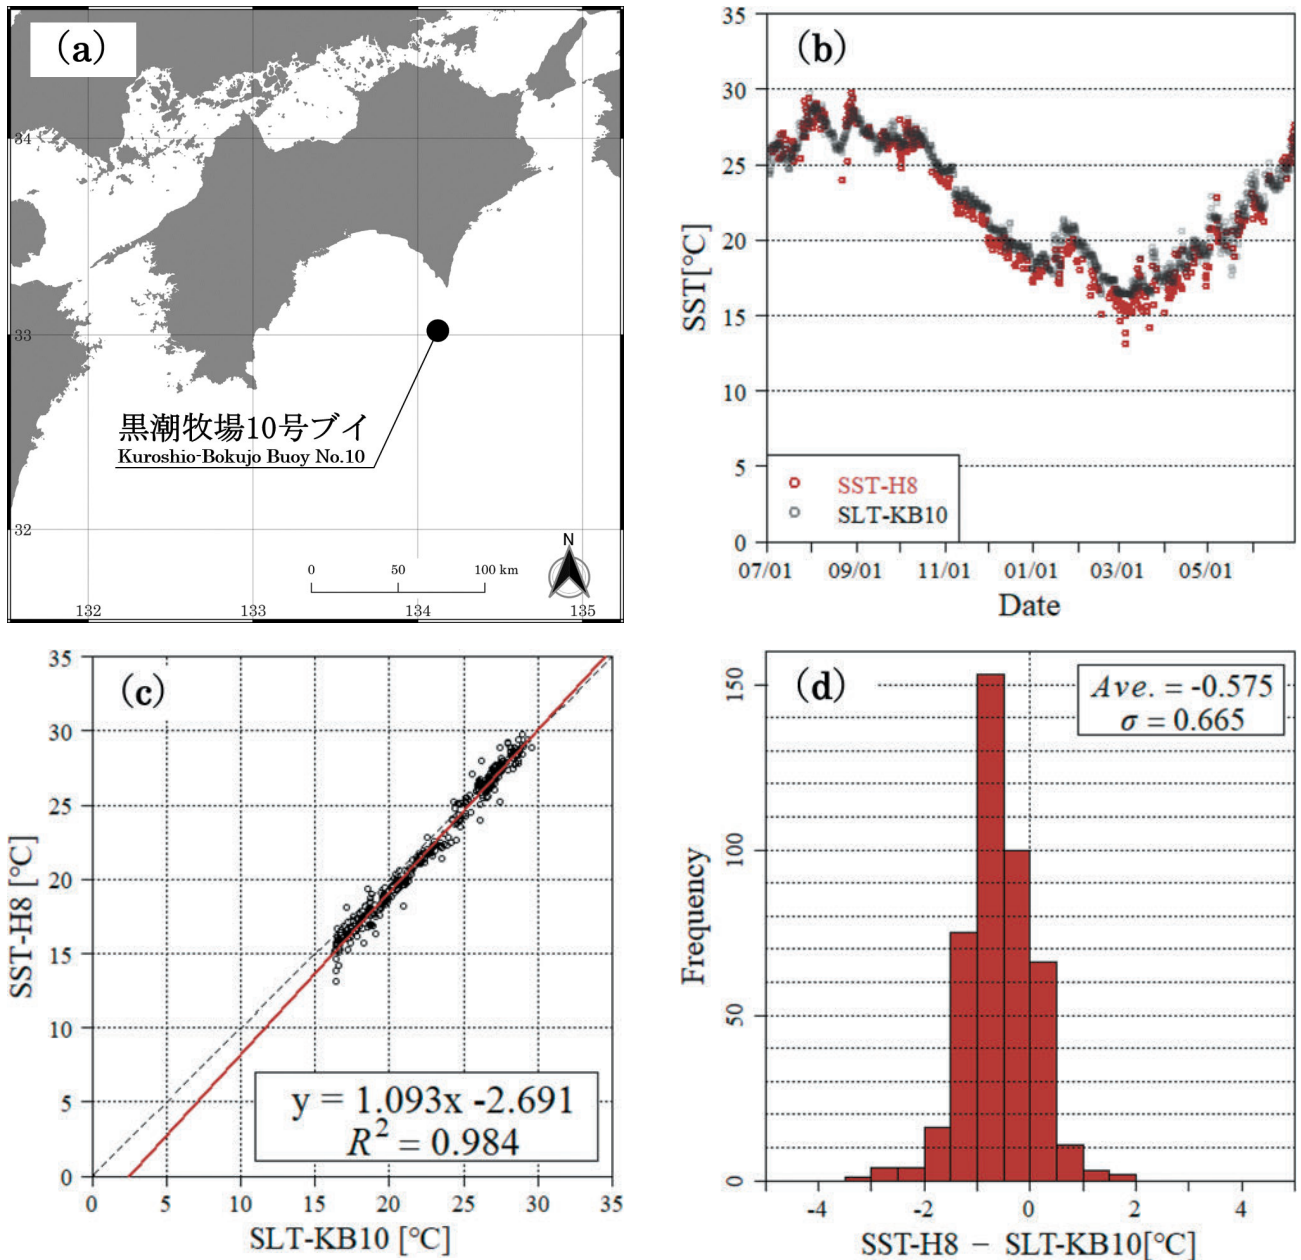 (a)
34
33
32
132
133
134
135
黒潮牧場10号ブイ
Kuroshio-Bokujo Buoy No.10
N
0 50 100 km
(b)
SST[°C]
35
30
25
20
15
10
5
0
SST-H8
SLT-KB10
07/01 09/01 11/01 01/01 03/01 05/01
Date
(c)
SST-H8 [°C]
35
30
25
20
15
10
5
0
y = 1.093x -2.691
R² = 0.984
0 5 10 15 20 25 30 35
SLT-KB10 [°C]
(d)
Ave. = -0.575
σ = 0.665
Frequency
150
100
50
0
-4 -2 0 2 4
SST-H8 – SLT-KB10[°C]